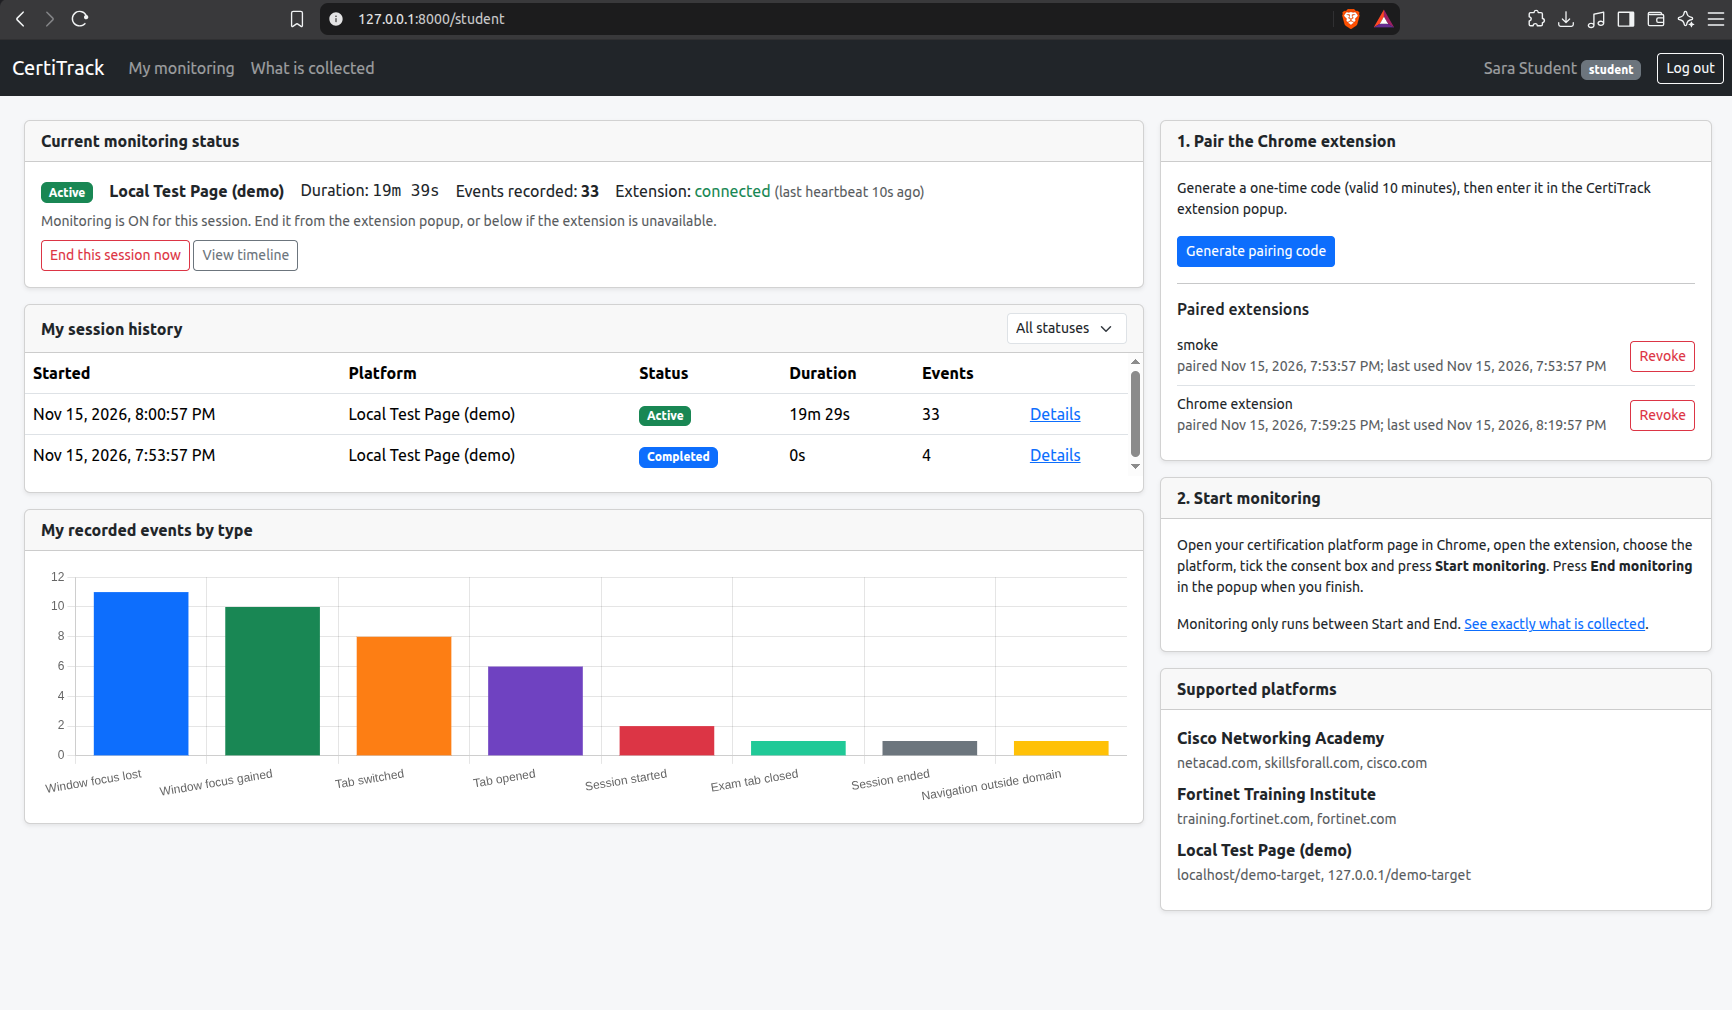 127.0.0.1:8000/student
CertiTrack My monitoring What is collected Sara Student student Log out
Current monitoring status
Active Local Test Page (demo) Duration: 19m 39s Events recorded: 33 Extension: connected (last heartbeat 10s ago)
Monitoring is ON for this session. End it from the extension popup, or below if the extension is unavailable.
End this session now View timeline
My session history All statuses
Started Platform Status Duration Events
Nov 15, 2026, 8:00:57 PM Local Test Page (demo) Active 19m 29s 33 Details
Nov 15, 2026, 7:53:57 PM Local Test Page (demo) Completed 0s 4 Details
My recorded events by type
12
10
8
6
4
2
0
Window focus lost Window focus gained Tab switched Tab opened Session started Exam tab closed Session ended Navigation outside domain
1. Pair the Chrome extension
Generate a one-time code (valid 10 minutes), then enter it in the CertiTrack
extension popup.
Generate pairing code
Paired extensions
smoke
paired Nov 15, 2026, 7:53:57 PM; last used Nov 15, 2026, 7:53:57 PM
Revoke
Chrome extension
paired Nov 15, 2026, 7:59:25 PM; last used Nov 15, 2026, 8:19:57 PM
Revoke
2. Start monitoring
Open your certification platform page in Chrome, open the extension, choose the
platform, tick the consent box and press Start monitoring. Press End monitoring
in the popup when you finish.
Monitoring only runs between Start and End. See exactly what is collected.
Supported platforms
Cisco Networking Academy
netacad.com, skillsforall.com, cisco.com
Fortinet Training Institute
training.fortinet.com, fortinet.com
Local Test Page (demo)
localhost/demo-target, 127.0.0.1/demo-target